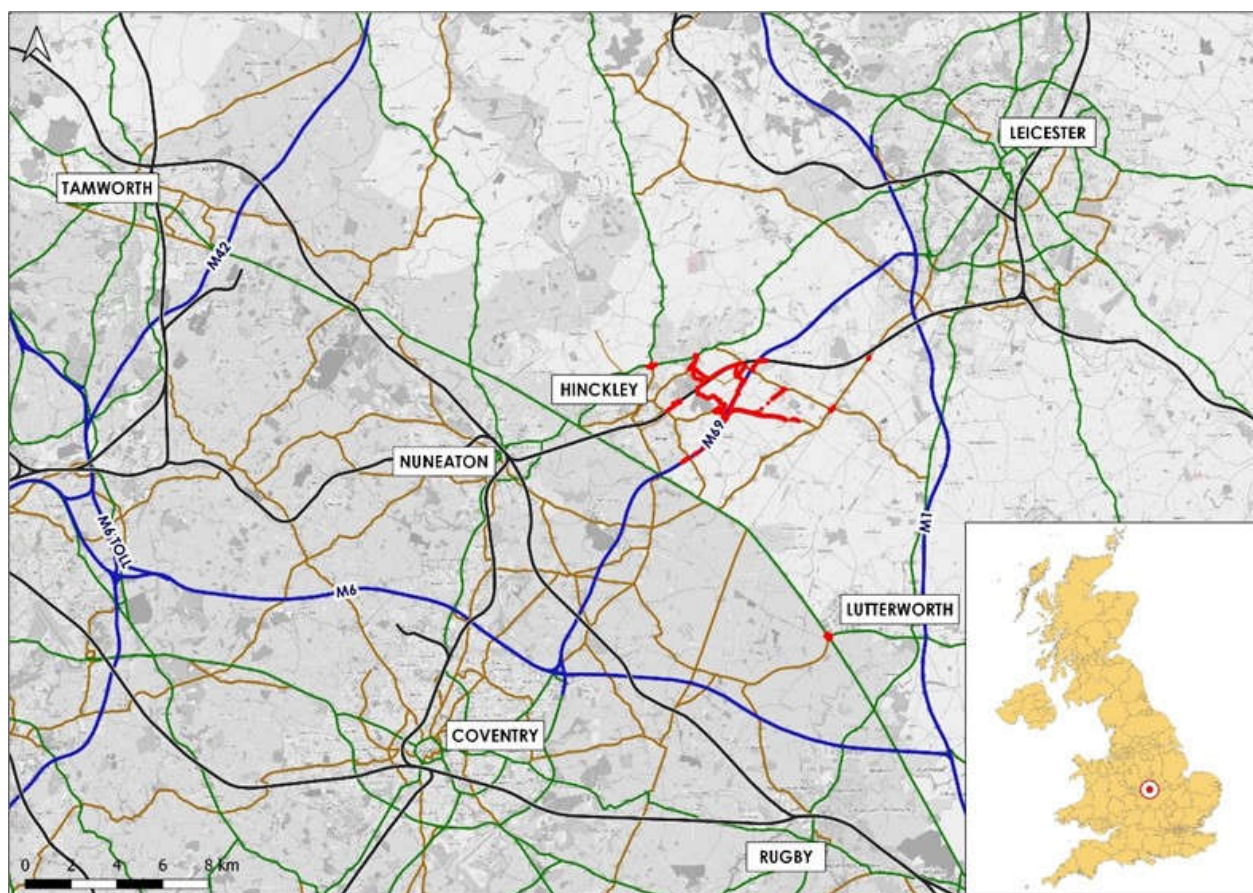 LEICESTER
TAMWORTH
M42
HINCKLEY
M69
NUNEATON
M1
M6 TOLL
M6
LUTTERWORTH
COVENTRY
RUGBY
0 2 4 6 8 km